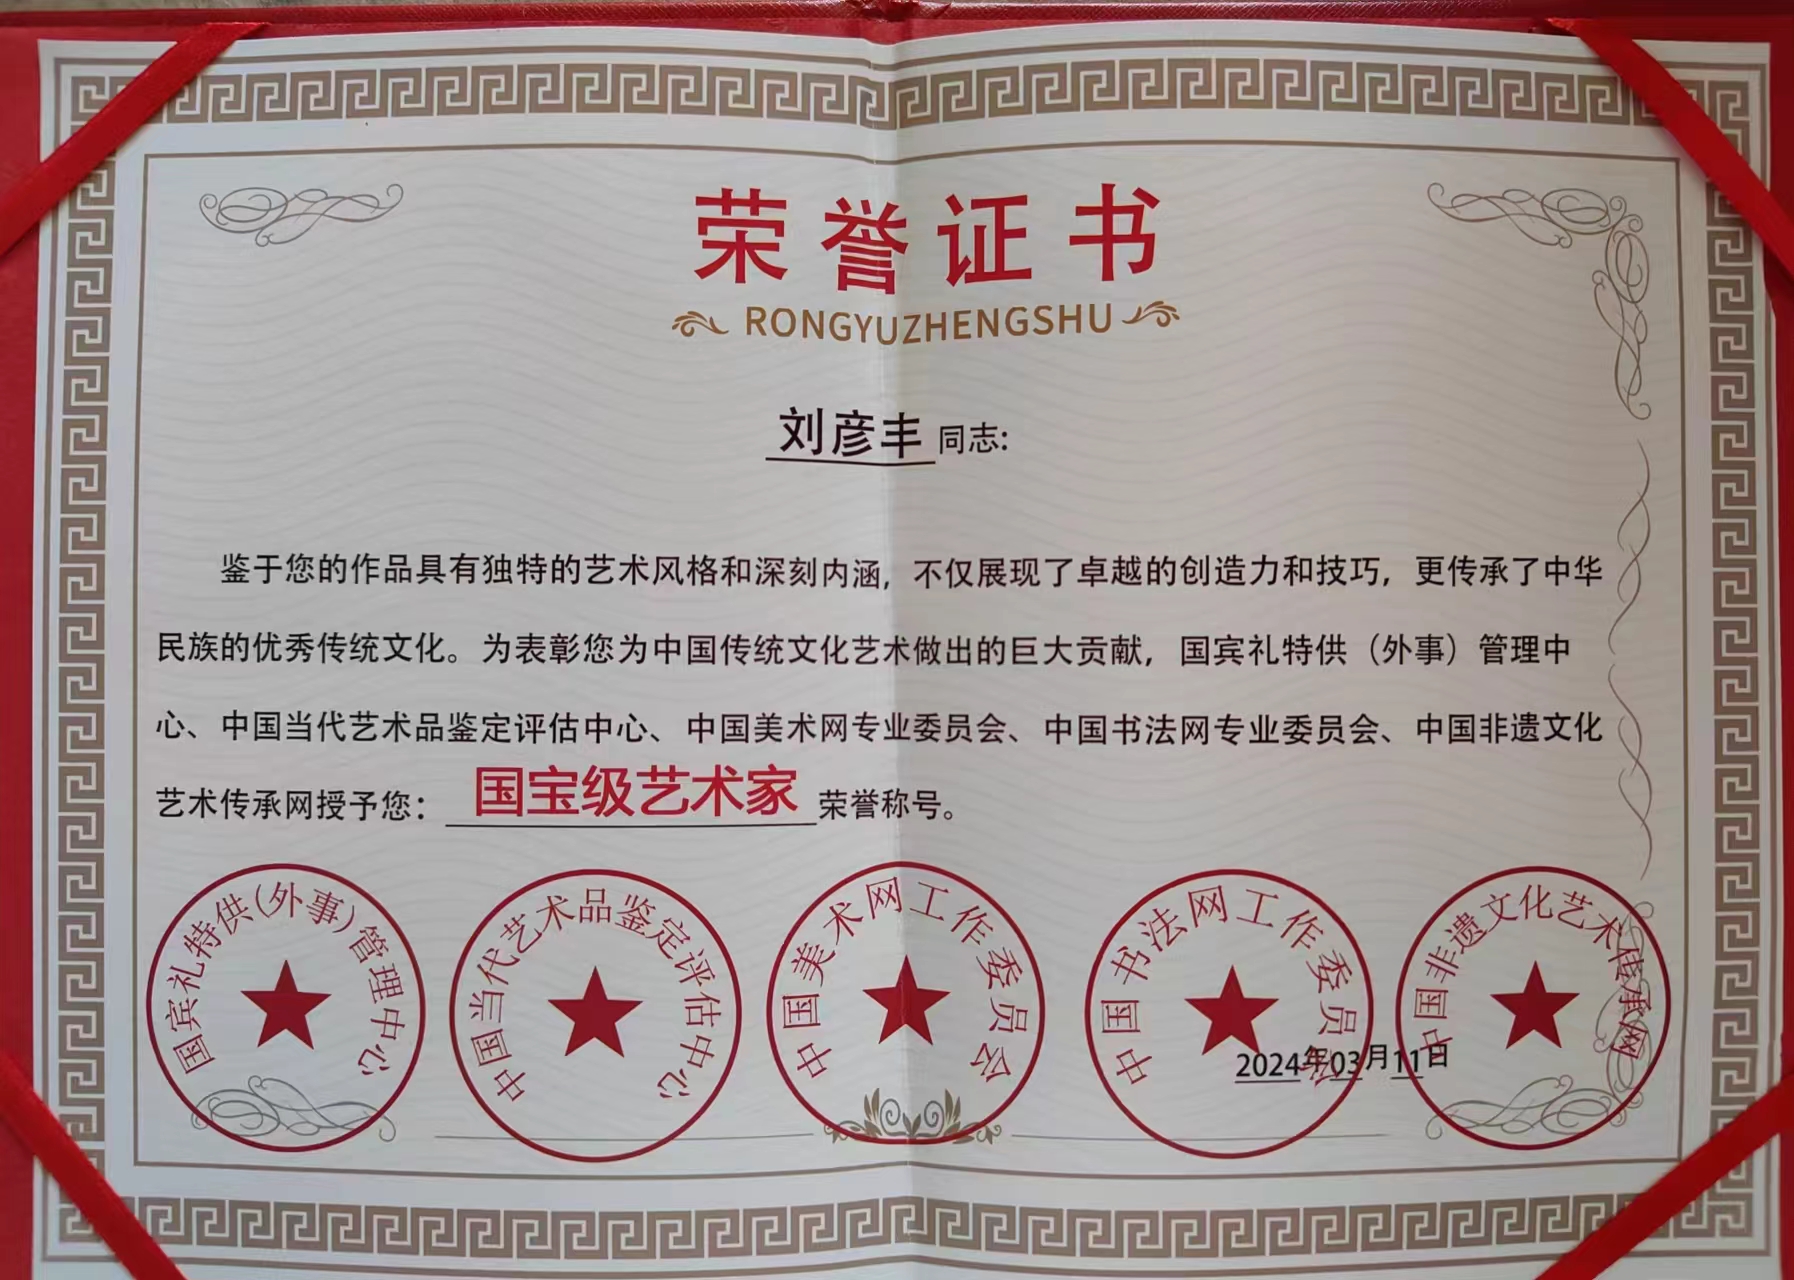 荣誉证书
RONGYUZHENGSHU
刘彦丰同志:
鉴于您的作品具有独特的艺术风格和深刻内涵，不仅展现了卓越的创造力和技巧，更传承了中华
民族的优秀传统文化。为表彰您为中国传统文化艺术做出的巨大贡献，国宾礼特供（外事）管理中
心、中国当代艺术品鉴定评估中心、中国美术网专业委员会、中国书法网专业委员会、中国非遗文化
艺术传承网授予您：国宝级艺术家荣誉称号。
国宾礼特供(外事)管理中心
中国当代艺术品鉴定评估中心
中国美术网工作委员会
中国书法网工作委员会
中国非遗文化艺术传承网
2024年03月11日